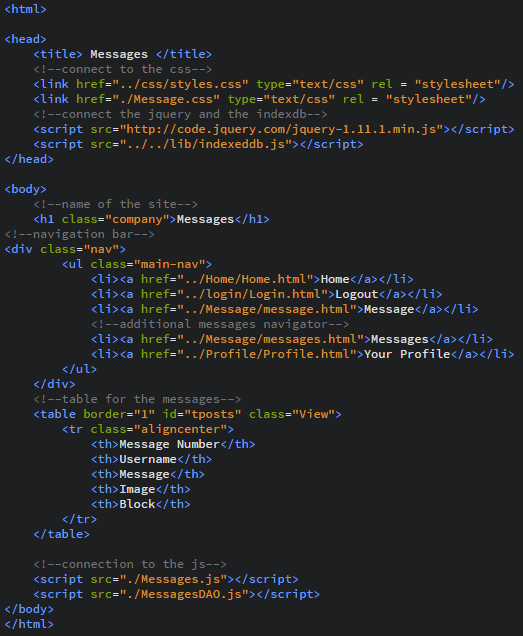 <html>
<head>
<title> Messages </title>
<!--connect to the css-->
<link href="../css/styles.css" type="text/css" rel = "stylesheet"/>
<link href="./Message.css" type="text/css" rel = "stylesheet"/>
<!--connect the jquery and the indexdb-->
<script src="http://code.jquery.com/jquery-1.11.1.min.js"></script>
<script src="../../lib/indexeddb.js"></script>
</head>
<body>
<!--name of the site-->
<h1 class="company">Messages</h1>
<!--navigation bar-->
<div class="nav">
<ul class="main-nav">
<li><a href="../Home/Home.html">Home</a></li>
<li><a href="../login/Login.html">Logout</a></li>
<li><a href="../Message/message.html">Message</a></li>
<!--additional messages navigator-->
<li><a href="../Message/messages.html">Messages</a></li>
<li><a href="../Profile/Profile.html">Your Profile</a></li>
</ul>
</div>
<!--table for the messages-->
<table border="1" id="tposts" class="View">
<tr class="aligncenter">
<th>Message Number</th>
<th>Username</th>
<th>Message</th>
<th>Image</th>
<th>Block</th>
</tr>
</table>
<!--connection to the js-->
<script src="./Messages.js"></script>
<script src="./MessagesDAO.js"></script>
</body>
</html>